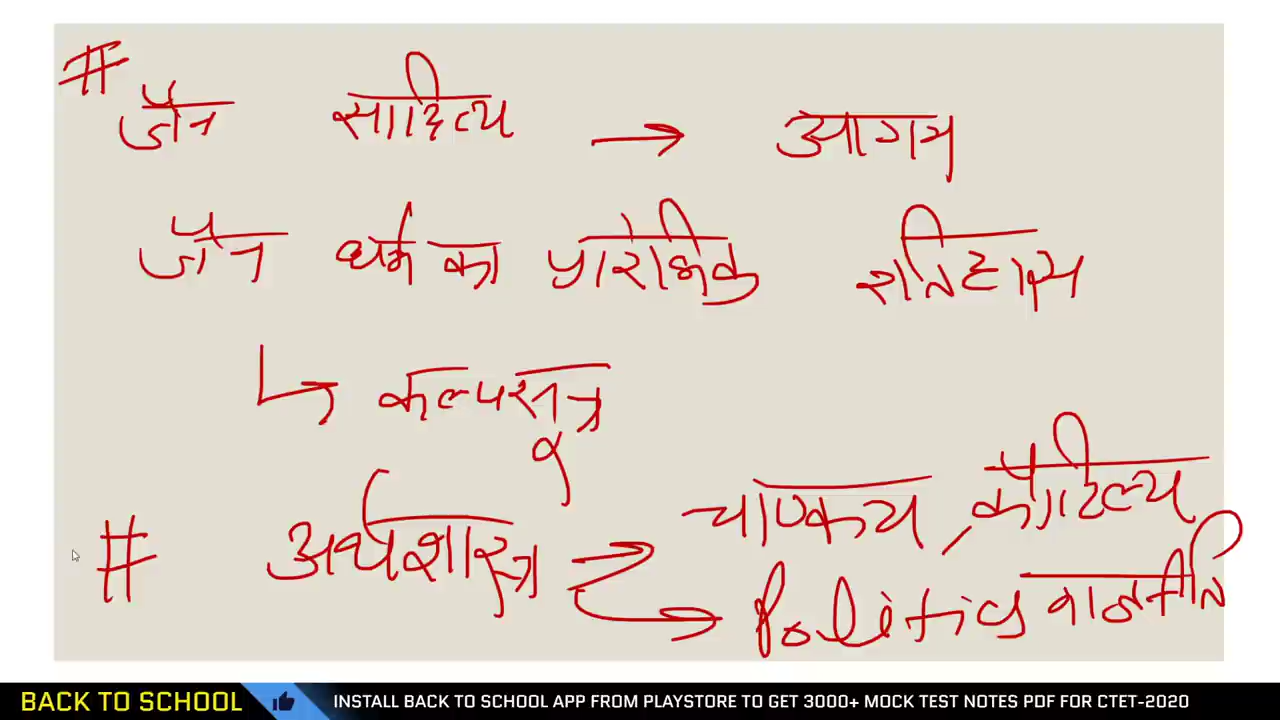 # जैन साहित्य → आगम
जैन धर्म का प्रारंभिक इतिहास
↳ कल्पसूत्र
# अर्थशास्त्र → चाणक्य, कौटिल्य
→ Politics राजनीति
BACK TO SCHOOL INSTALL BACK TO SCHOOL APP FROM PLAYSTORE TO GET 3000+ MOCK TEST NOTES PDF FOR CTET-2020